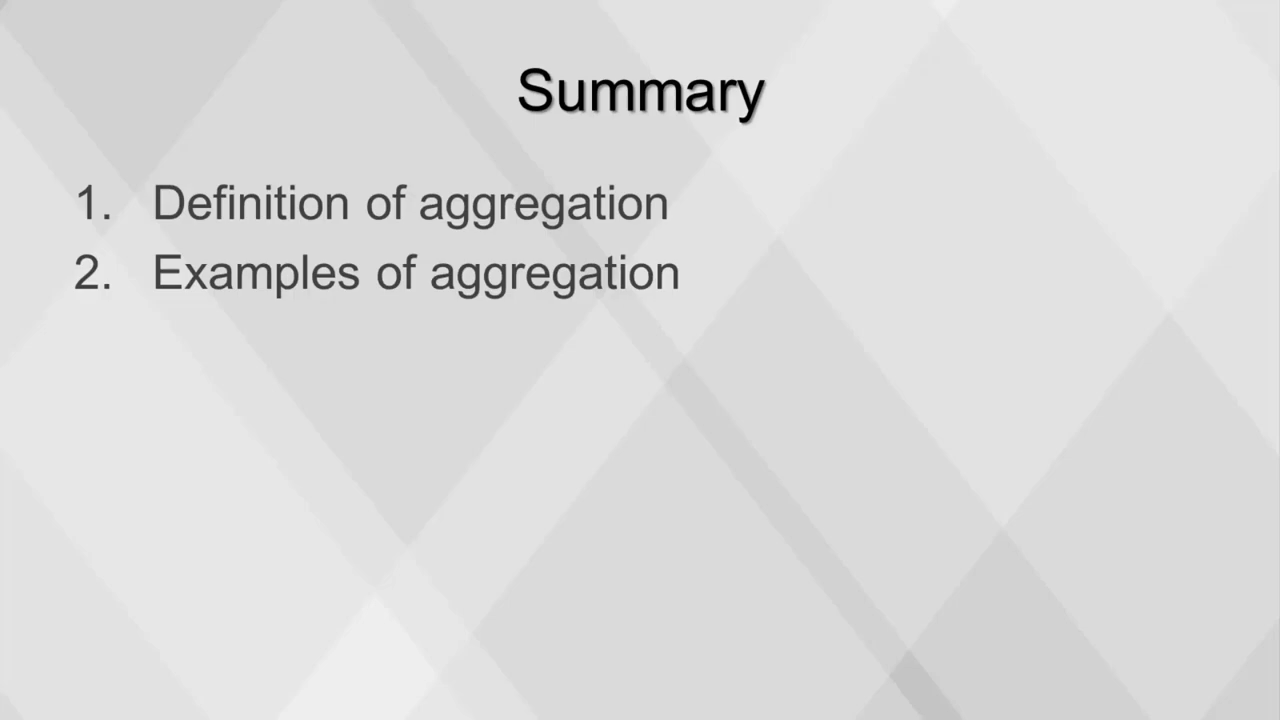 Summary
1. Definition of aggregation
2. Examples of aggregation